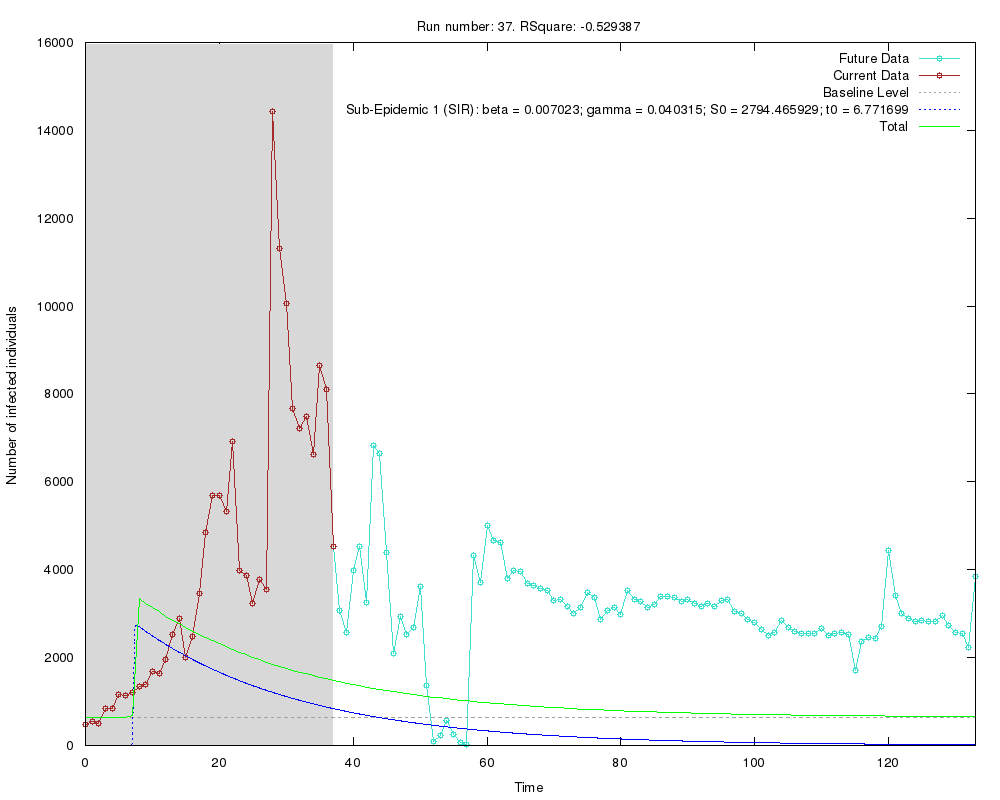 Run number: 37. RSquare: -0.529387
16000
14000
12000
10000
8000
6000
4000
2000
0
Number of infected individuals
Future Data
Current Data
Baseline Level
Sub-Epidemic 1 (SIR): beta = 0.007023; gamma = 0.040315; S0 = 2794.465929; t0 = 6.771699
Total
0 20 40 60 80 100 120
Time